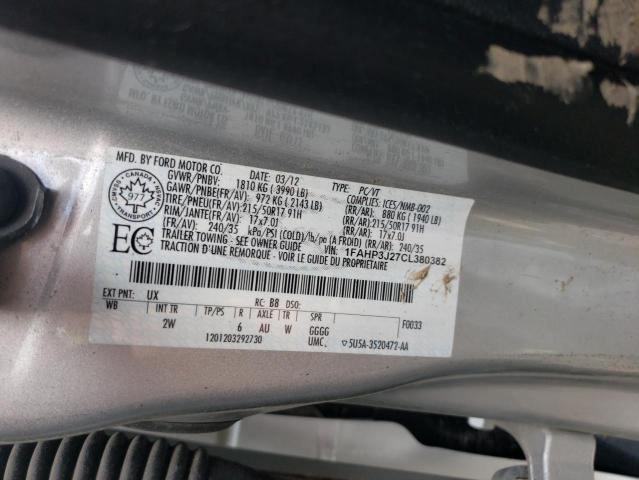 MFD. BY FORD MOTOR CO.
DATE: 03/12
TYPE: PC/VT
ICES/NMB-002
GVWR/PNBV: 1810 KG (3990 LB)
GAWR/PNBE(FR/AV): 972 KG (2143 LB) (RR/AR): 880 KG (1940 LB)
TIRE/PNEU(FR/AV): 215/50R17 91H (RR/AR): 215/50R17 91H
RIM/JANTE(FR/AV): 17x7.0J (RR/AR): 17x7.0J
(FR/AV): 240/35 kPa/PSI (COLD)/lb/po (A FROID) (RR/AR): 240/35
TRAILER TOWING - SEE OWNER GUIDE VIN: 1FAHP3J27CL380382
TRACTION D'UNE REMORQUE - VOIR LE GUIDE DU PROPRIETAIRE
CMVSS · CANADA · NSVAC
977
TRANSPORT
EC
EXT PNT: UX RC: B8 DSO:
WB INT TR TP/PS R AXLE TR SPR F0033
2W 6 AU W GGGG
1201203292730 UMC. 5U5A-3520472-AA